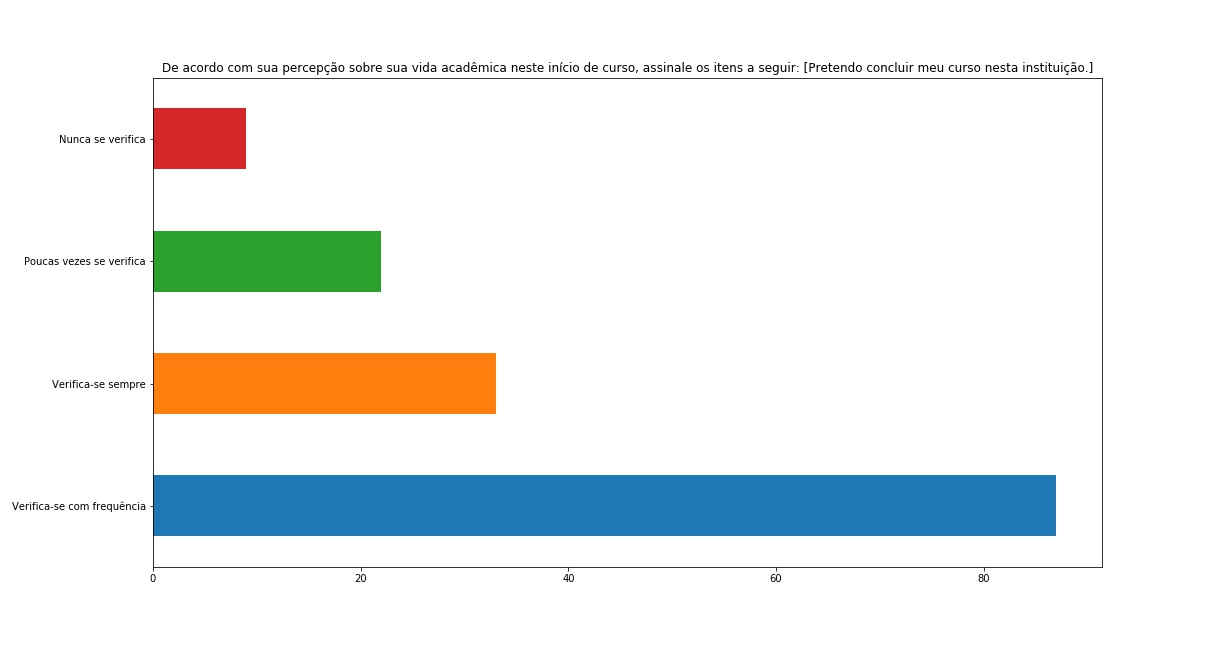 De acordo com sua percepção sobre sua vida acadêmica neste início de curso, assinale os itens a seguir: [Pretendo concluir meu curso nesta instituição.]
Nunca se verifica
Poucas vezes se verifica
Verifica-se sempre
Verifica-se com frequência
0 20 40 60 80